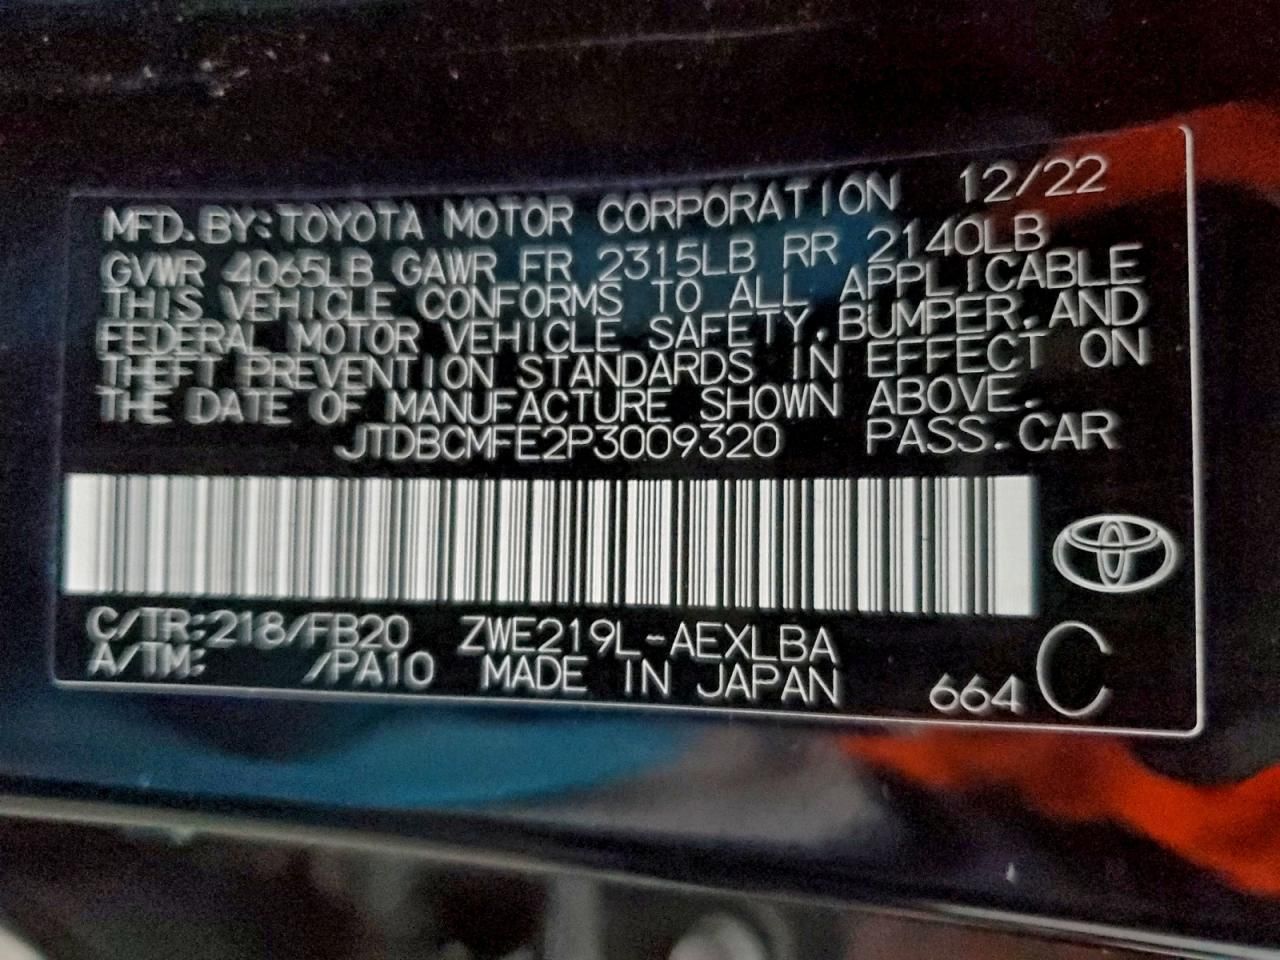 MFD.BY:TOYOTA MOTOR CORPORATION 12/22
GVWR 4065LB GAWR FR 2315LB RR 2140LB
THIS VEHICLE CONFORMS TO ALL APPLICABLE
FEDERAL MOTOR VEHICLE SAFETY,BUMPER,AND
THEFT PREVENTION STANDARDS IN EFFECT ON
THE DATE OF MANUFACTURE SHOWN ABOVE.
JTDBCMFE2P3009320 PASS.CAR
C/TR:218/FB20 ZWE219L-AEXLBA
A/TM: /PA10 MADE IN JAPAN 664 C